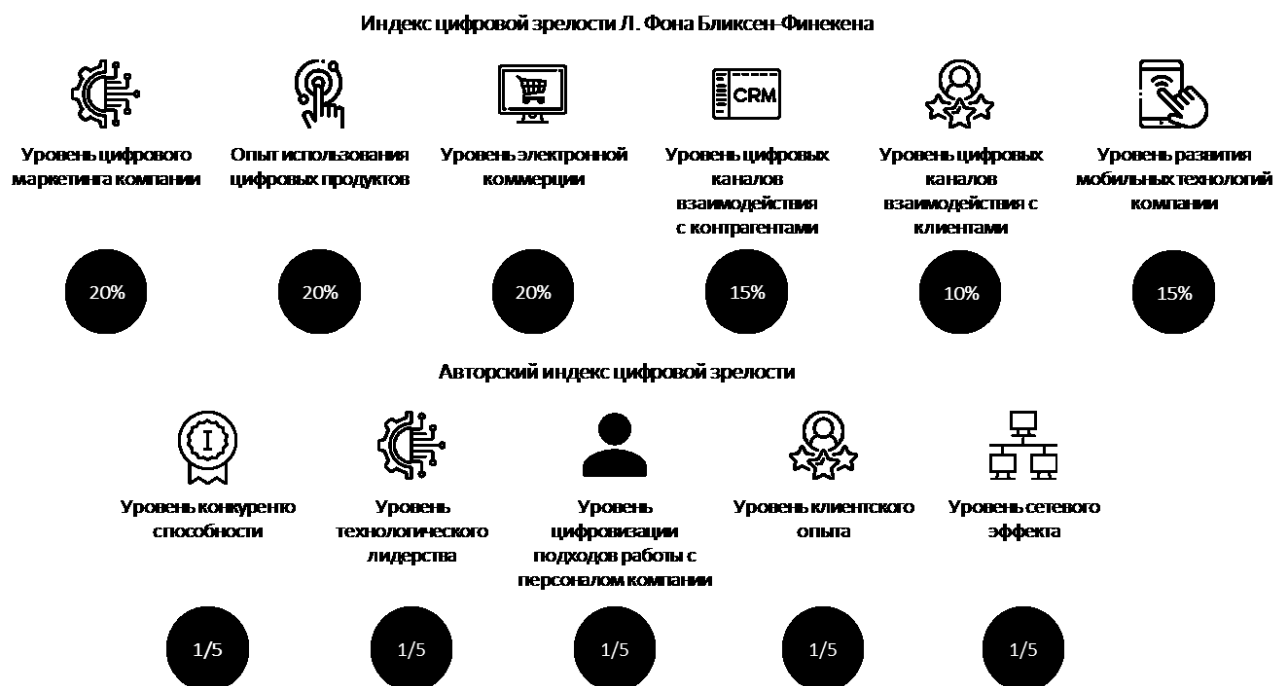 Индекс цифровой зрелости Л. Фона Бликсен-Финекена
CRM
Уровень цифрового
маркетинга компании
Опыт использования
цифровых продуктов
Уровень электронной
коммерции
Уровень цифровых
каналов
взаимодействия
с контрагентами
Уровень цифровых
каналов
взаимодействия с
клиентами
Уровень развития
мобильных технологий
компании
20%
20%
20%
15%
10%
15%
Авторский индекс цифровой зрелости
I
Уровень конкуренто
способности
Уровень
технологического
лидерства
Уровень
цифровизации
подходов работы с
персоналом компании
Уровень клиентского
опыта
Уровень сетевого
эффекта
1/5
1/5
1/5
1/5
1/5